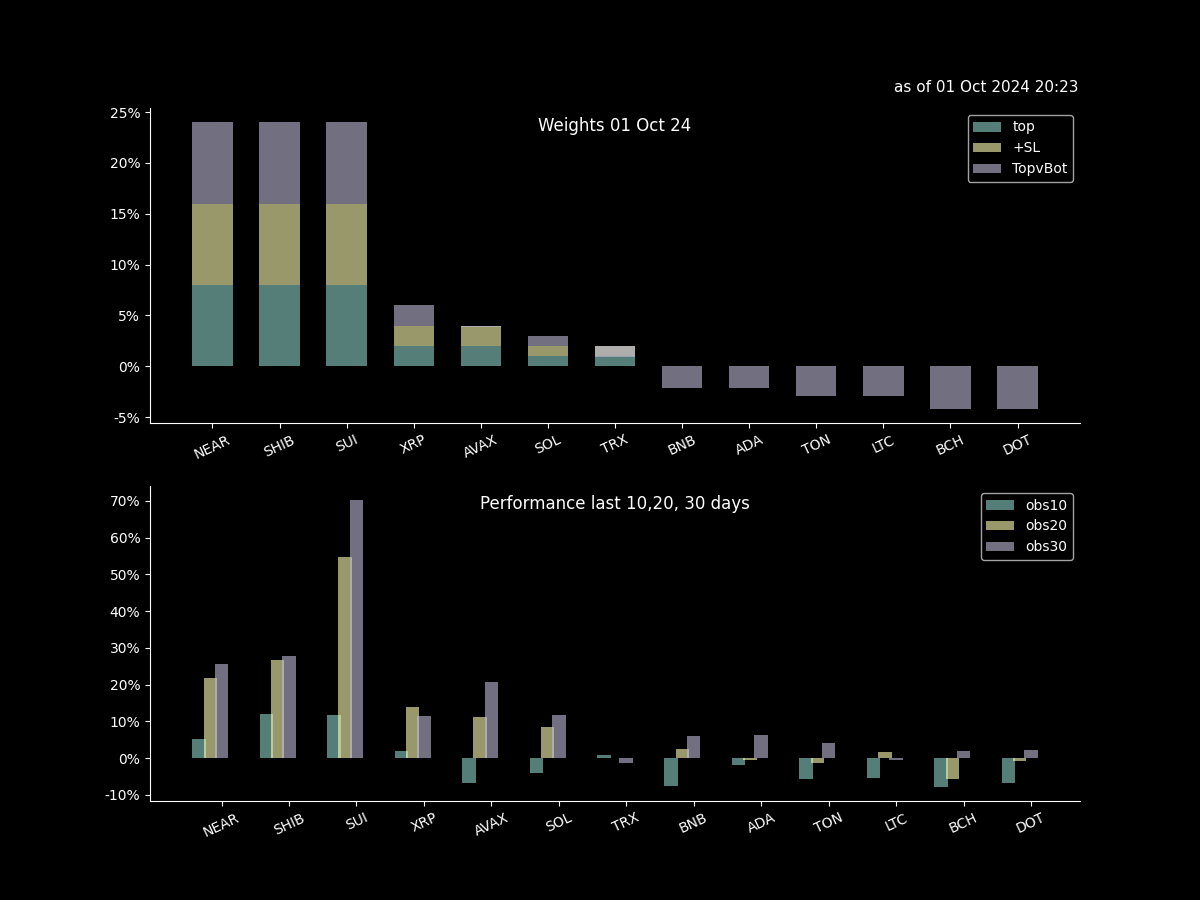 as of 01 Oct 2024 20:23
Weights 01 Oct 24
25%
20%
15%
10%
5%
0%
-5%
top
+SL
TopvBot
NEAR SHIB SUI XRP AVAX SOL TRX BNB ADA TON LTC BCH DOT
Performance last 10,20, 30 days
70%
60%
50%
40%
30%
20%
10%
0%
-10%
obs10
obs20
obs30
NEAR SHIB SUI XRP AVAX SOL TRX BNB ADA TON LTC BCH DOT